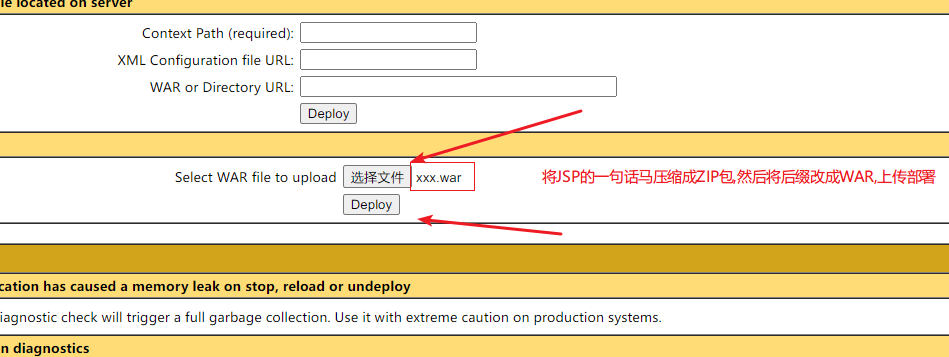 le located on server
Context Path (required):
XML Configuration file URL:
WAR or Directory URL:
Deploy
Select WAR file to upload 选择文件 xxx.war 将JSP的一句话马压缩成ZIP包,然后将后缀改成WAR,上传部署
Deploy
cation has caused a memory leak on stop, reload or undeploy
iagnostic check will trigger a full garbage collection. Use it with extreme caution on production systems.
n diagnostics